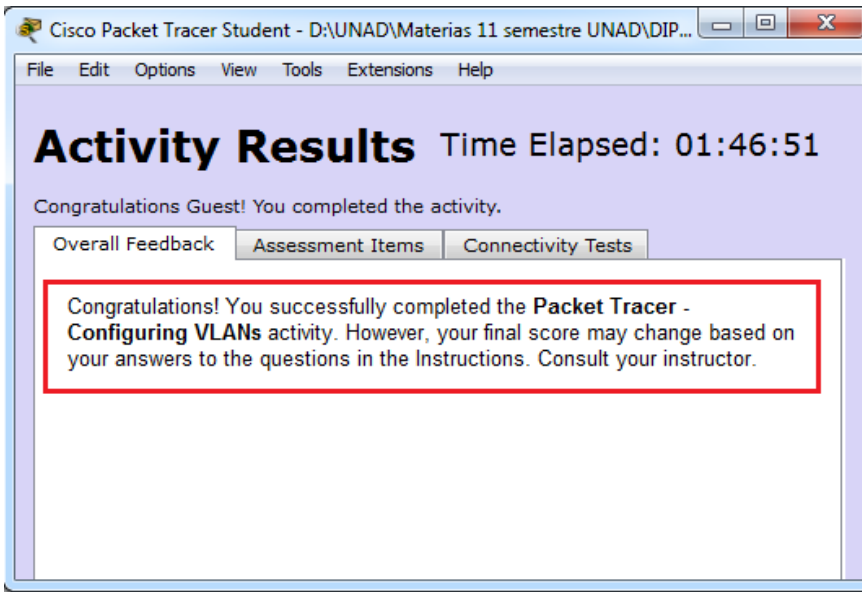 Cisco Packet Tracer Student - D:\UNAD\Materias 11 semestre UNAD\DIP...
File Edit Options View Tools Extensions Help
Activity Results Time Elapsed: 01:46:51
Congratulations Guest! You completed the activity.
Overall Feedback Assessment Items Connectivity Tests
Congratulations! You successfully completed the Packet Tracer -
Configuring VLANs activity. However, your final score may change based on
your answers to the questions in the Instructions. Consult your instructor.